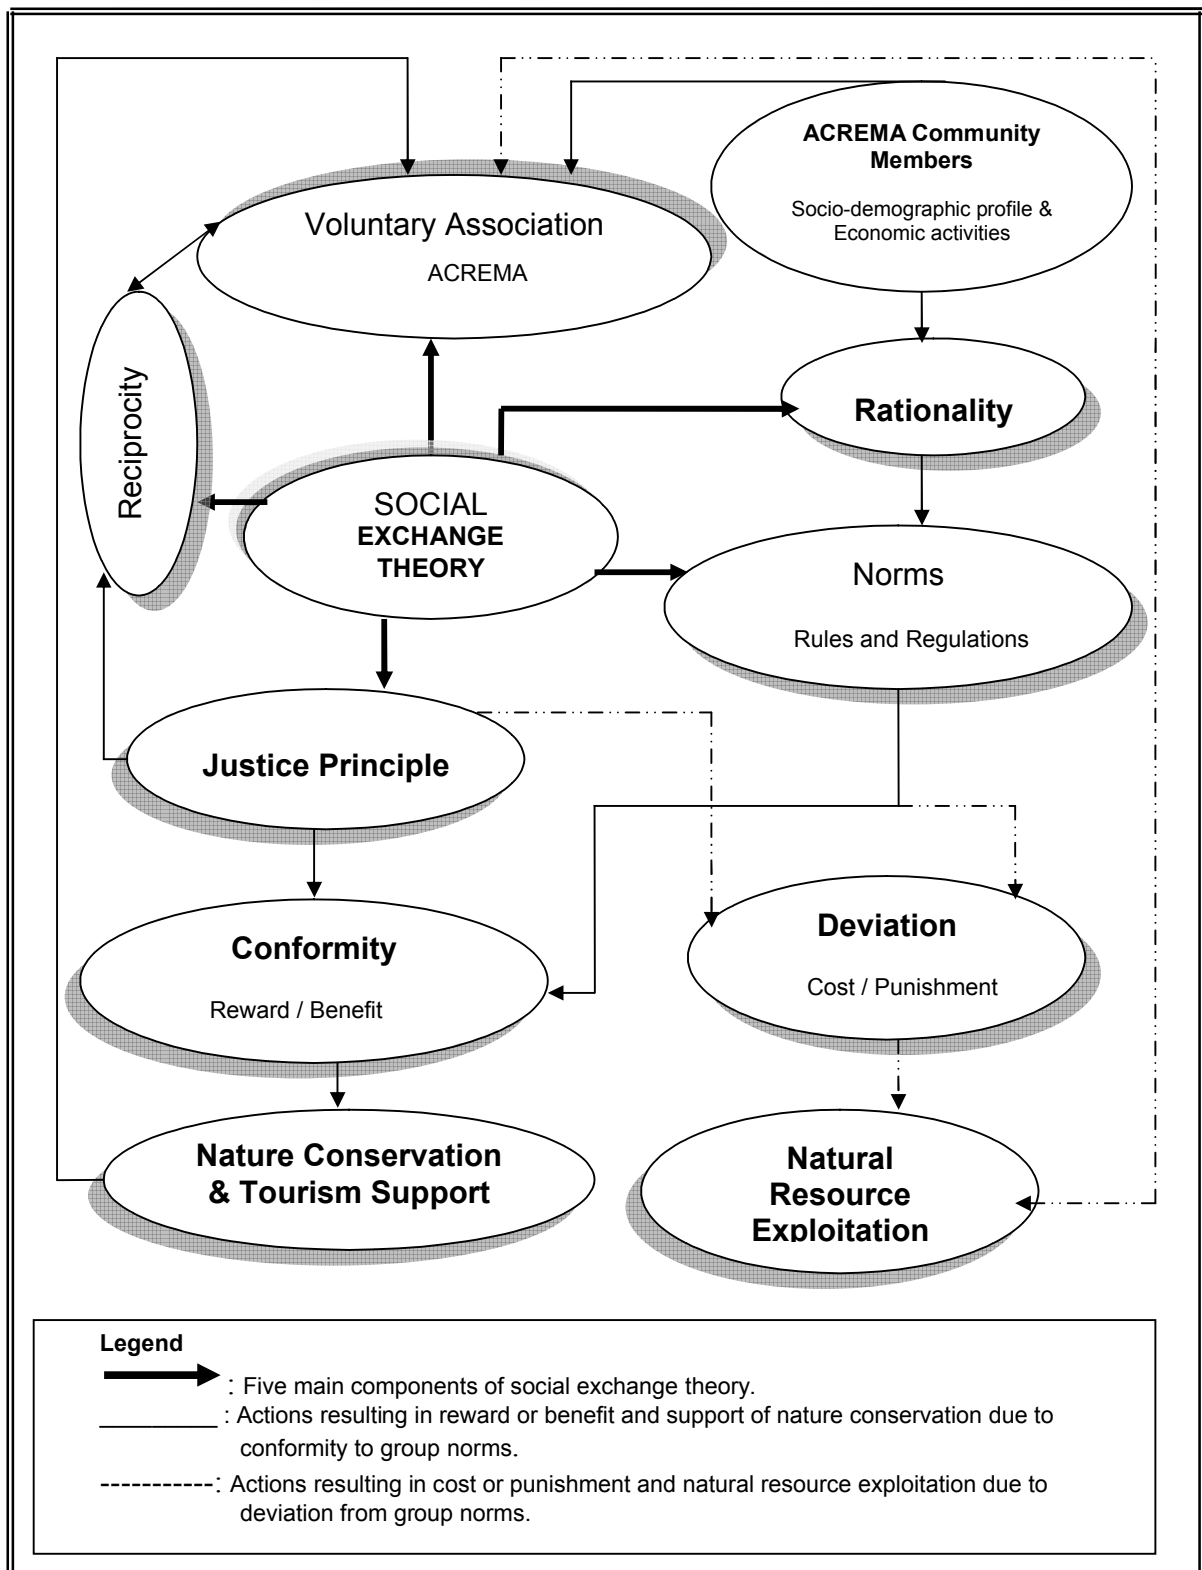 ACREMA Community
Members
Socio-demographic profile &
Economic activities
Voluntary Association
ACREMA
Reciprocity
Rationality
SOCIAL
EXCHANGE
THEORY
Norms
Rules and Regulations
Justice Principle
Conformity
Reward / Benefit
Deviation
Cost / Punishment
Nature Conservation
& Tourism Support
Natural
Resource
Exploitation
Legend
: Five main components of social exchange theory.
: Actions resulting in reward or benefit and support of nature conservation due to
conformity to group norms.
: Actions resulting in cost or punishment and natural resource exploitation due to
deviation from group norms.